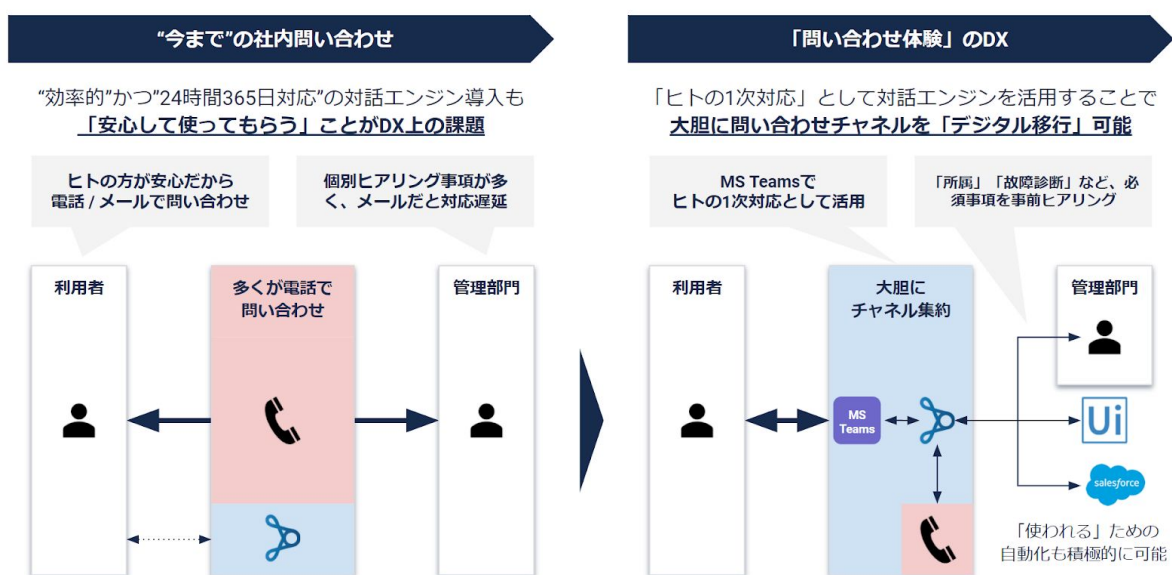 “今まで”の社内問い合わせ
“効率的”かつ”24時間365日対応”の対話エンジン導入も
「安心して使ってもらう」ことがDX上の課題
ヒトの方が安心だから
電話 / メールで問い合わせ
個別ヒアリング事項が多
く、メールだと対応遅延
利用者
多くが電話で
問い合わせ
管理部門
「問い合わせ体験」のDX
「ヒトの1次対応」として対話エンジンを活用することで
大胆に問い合わせチャネルを「デジタル移行」可能
MS Teamsで
ヒトの1次対応として活用
「所属」「故障診断」など、必
須事項を事前ヒアリング
利用者
大胆に
チャネル集約
管理部門
MS
Teams
Ui
salesforce
「使われる」ための
自動化も積極的に可能